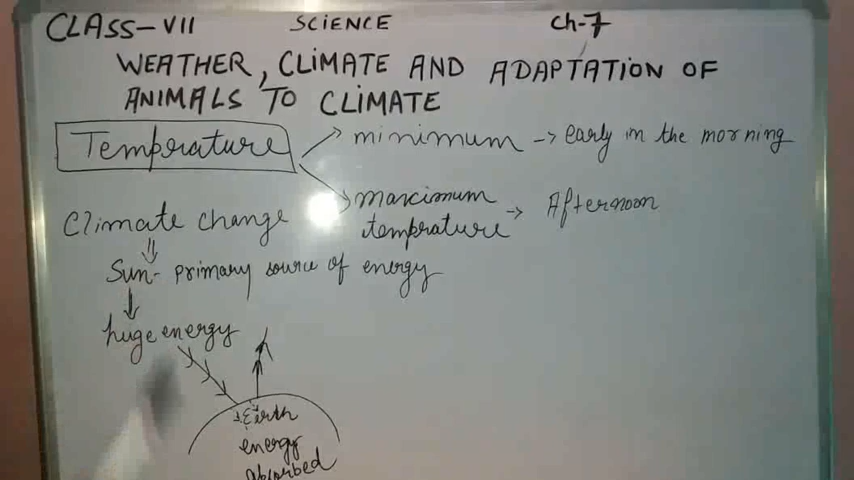 CLASS-VII SCIENCE Ch-7
WEATHER, CLIMATE AND ADAPTATION OF
ANIMALS TO CLIMATE
Temprature minimum -> early in the morning
marcimum
temprature -> Afternoon
Climate change
Sun- primary source of energy
huge energy
Earth
energy
absorbed